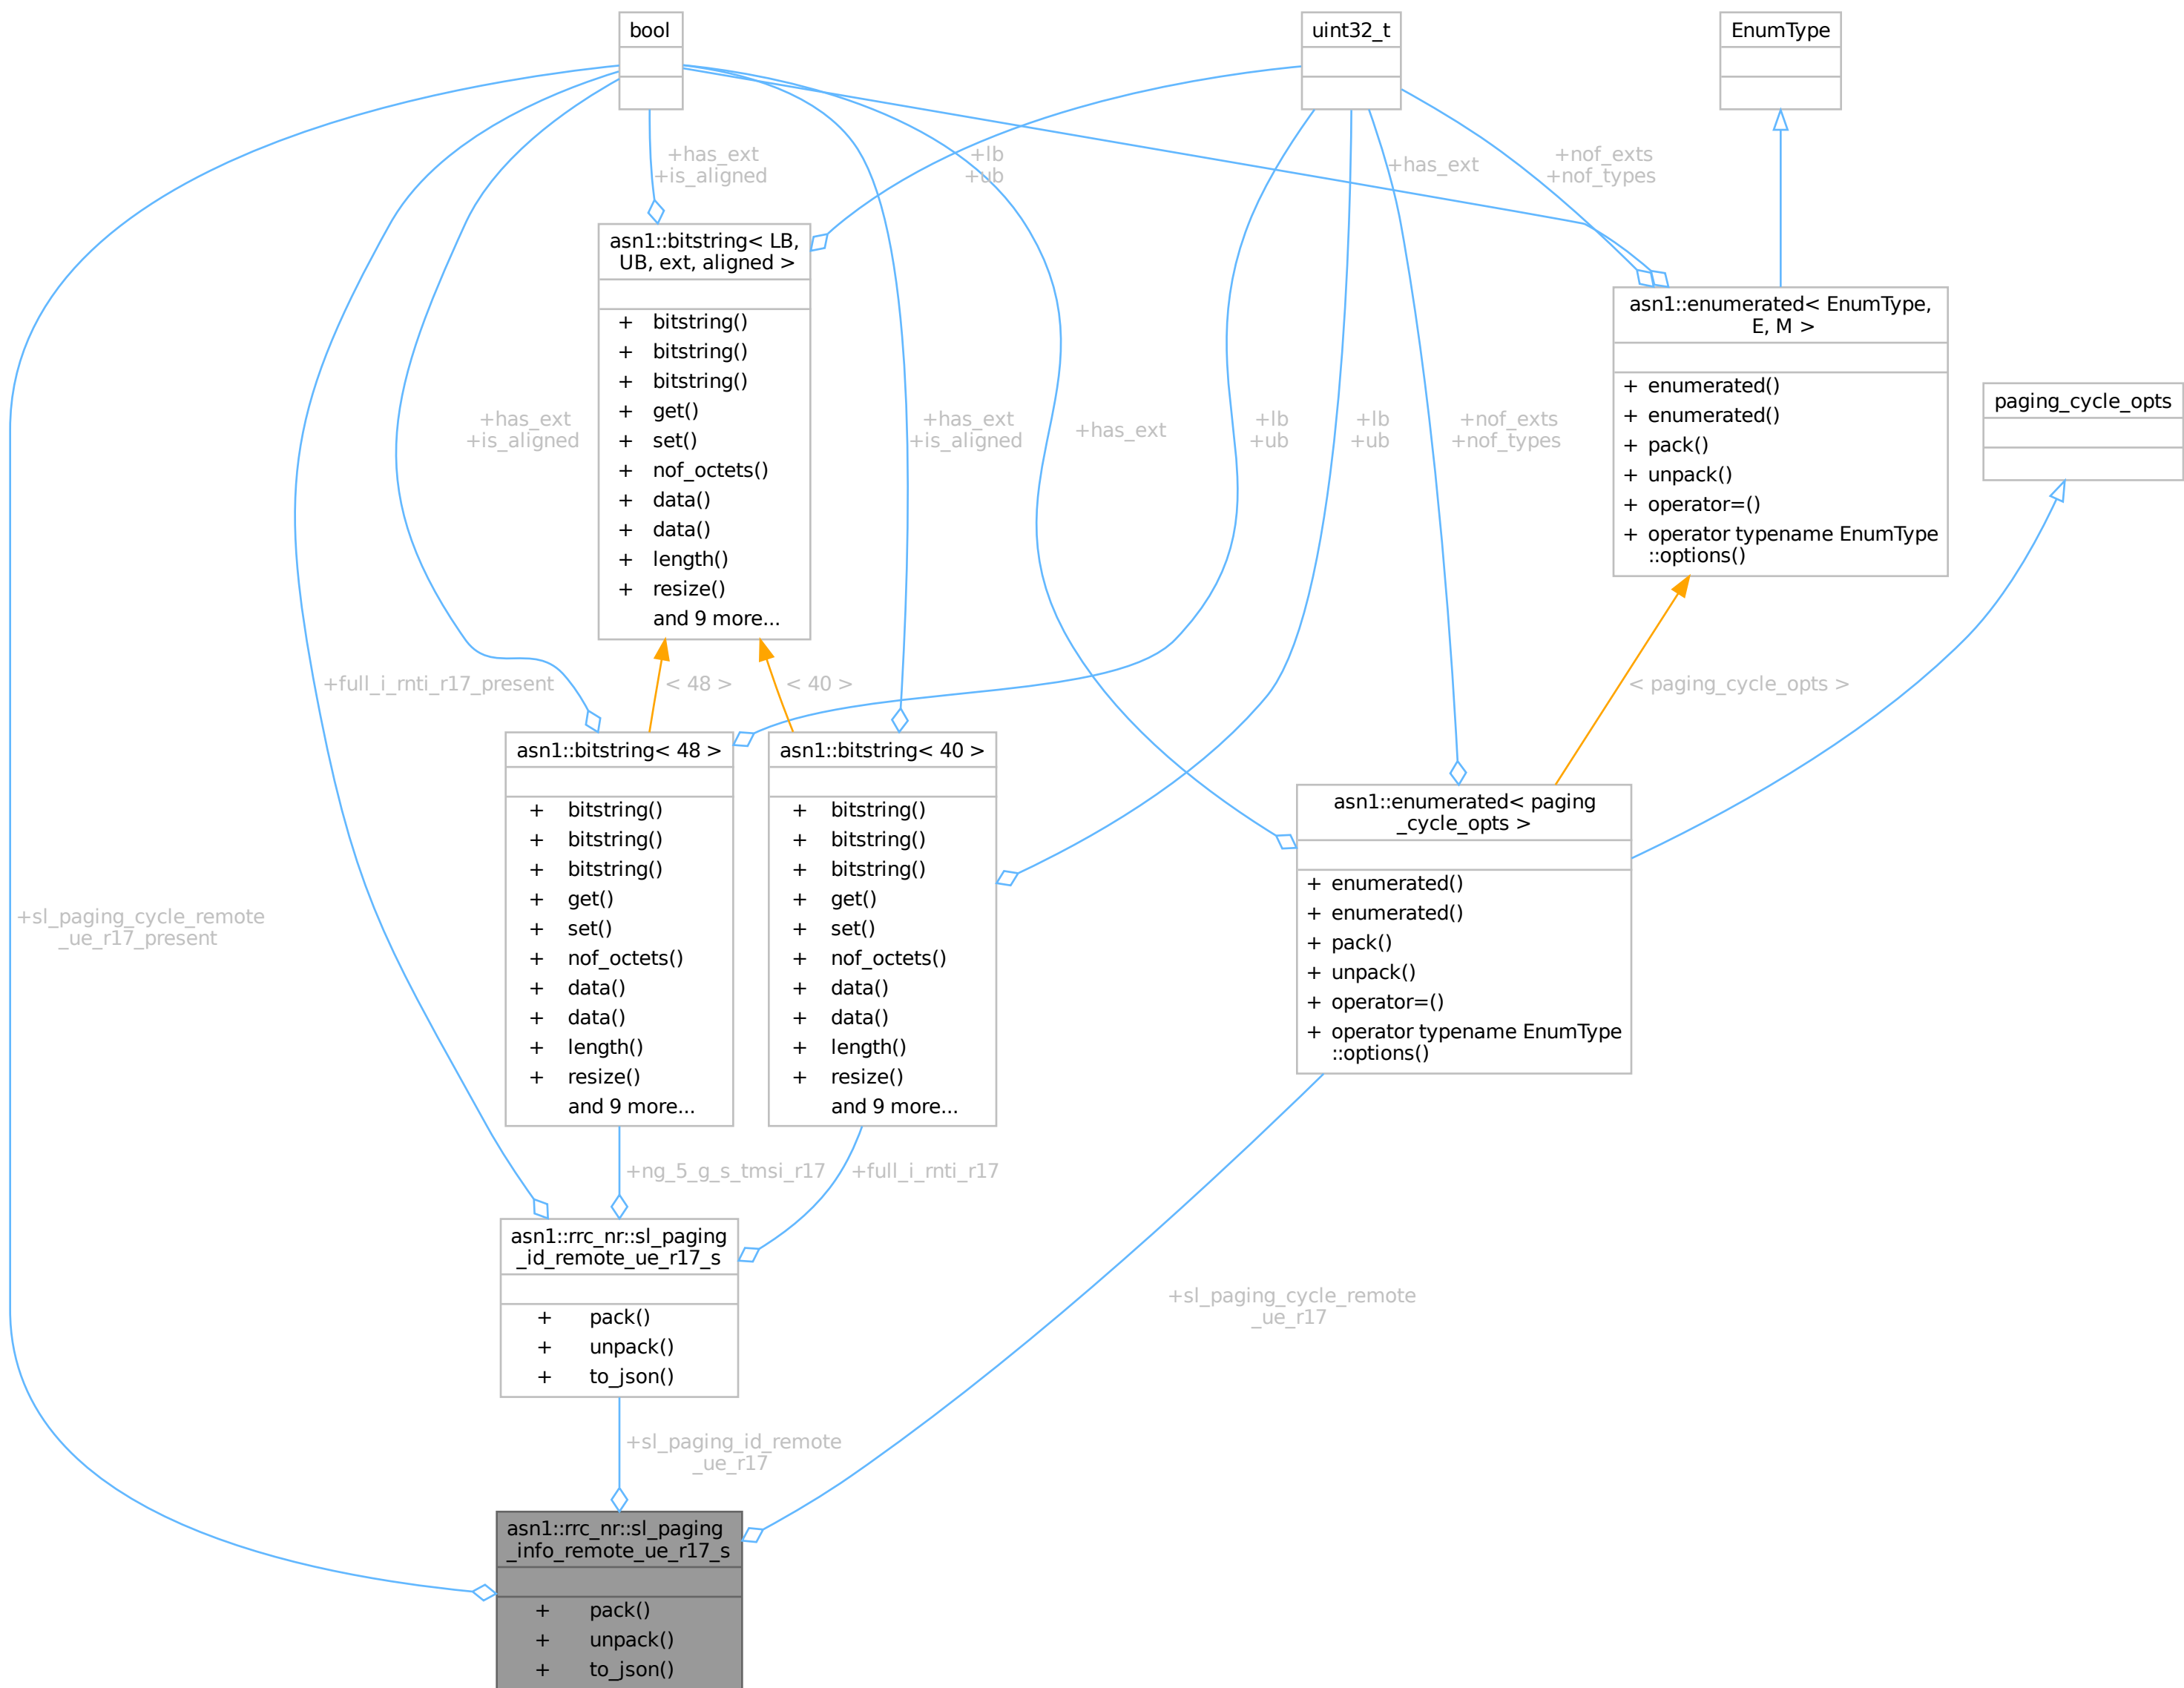 bool
uint32_t
EnumType
+has_ext
+is_aligned
+lb
+ub
+has_ext
+nof_exts
+nof_types
asn1::bitstring< LB,
UB, ext, aligned >
+ bitstring()
+ bitstring()
+ bitstring()
+ get()
+ set()
+ nof_octets()
+ data()
+ data()
+ length()
+ resize()
and 9 more...
asn1::enumerated< EnumType,
E, M >
+ enumerated()
+ enumerated()
+ pack()
+ unpack()
+ operator=()
+ operator typename EnumType
::options()
paging_cycle_opts
+has_ext
+is_aligned
+has_ext
+is_aligned
+has_ext
+lb
+ub
+lb
+ub
+nof_exts
+nof_types
+full_i_rnti_r17_present
< 48 >
< 40 >
< paging_cycle_opts >
asn1::bitstring< 48 >
+ bitstring()
+ bitstring()
+ bitstring()
+ get()
+ set()
+ nof_octets()
+ data()
+ data()
+ length()
+ resize()
and 9 more...
asn1::bitstring< 40 >
+ bitstring()
+ bitstring()
+ bitstring()
+ get()
+ set()
+ nof_octets()
+ data()
+ data()
+ length()
+ resize()
and 9 more...
asn1::enumerated< paging
_cycle_opts >
+ enumerated()
+ enumerated()
+ pack()
+ unpack()
+ operator=()
+ operator typename EnumType
::options()
+sl_paging_cycle_remote
_ue_r17_present
+ng_5_g_s_tmsi_r17
+full_i_rnti_r17
asn1::rrc_nr::sl_paging
_id_remote_ue_r17_s
+ pack()
+ unpack()
+ to_json()
+sl_paging_cycle_remote
_ue_r17
+sl_paging_id_remote
_ue_r17
asn1::rrc_nr::sl_paging
_info_remote_ue_r17_s
+ pack()
+ unpack()
+ to_json()